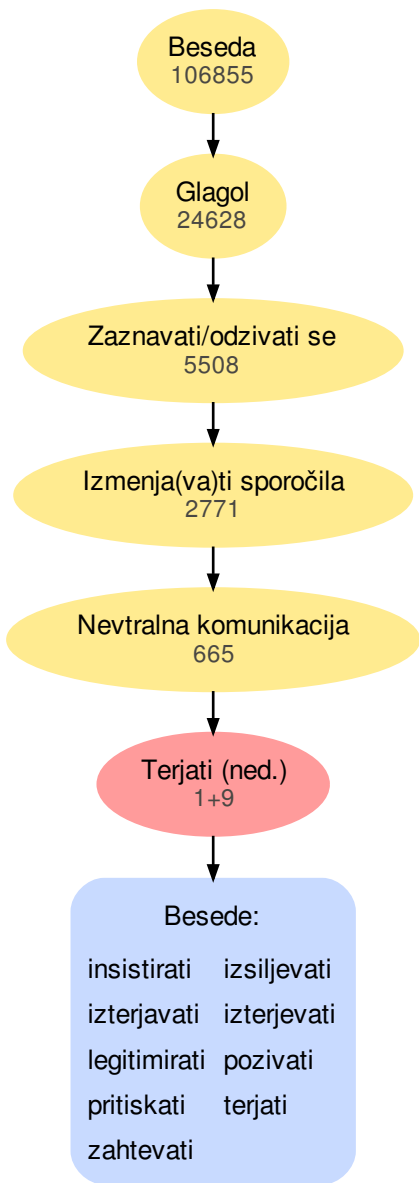 Beseda
106855
Glagol
24628
Zaznavati/odzivati se
5508
Izmenja(va)ti sporočila
2771
Nevtralna komunikacija
665
Terjati (ned.)
1+9
Besede:
insistirati izsiljevati
izterjavati izterjevati
legitimirati pozivati
pritiskati terjati
zahtevati